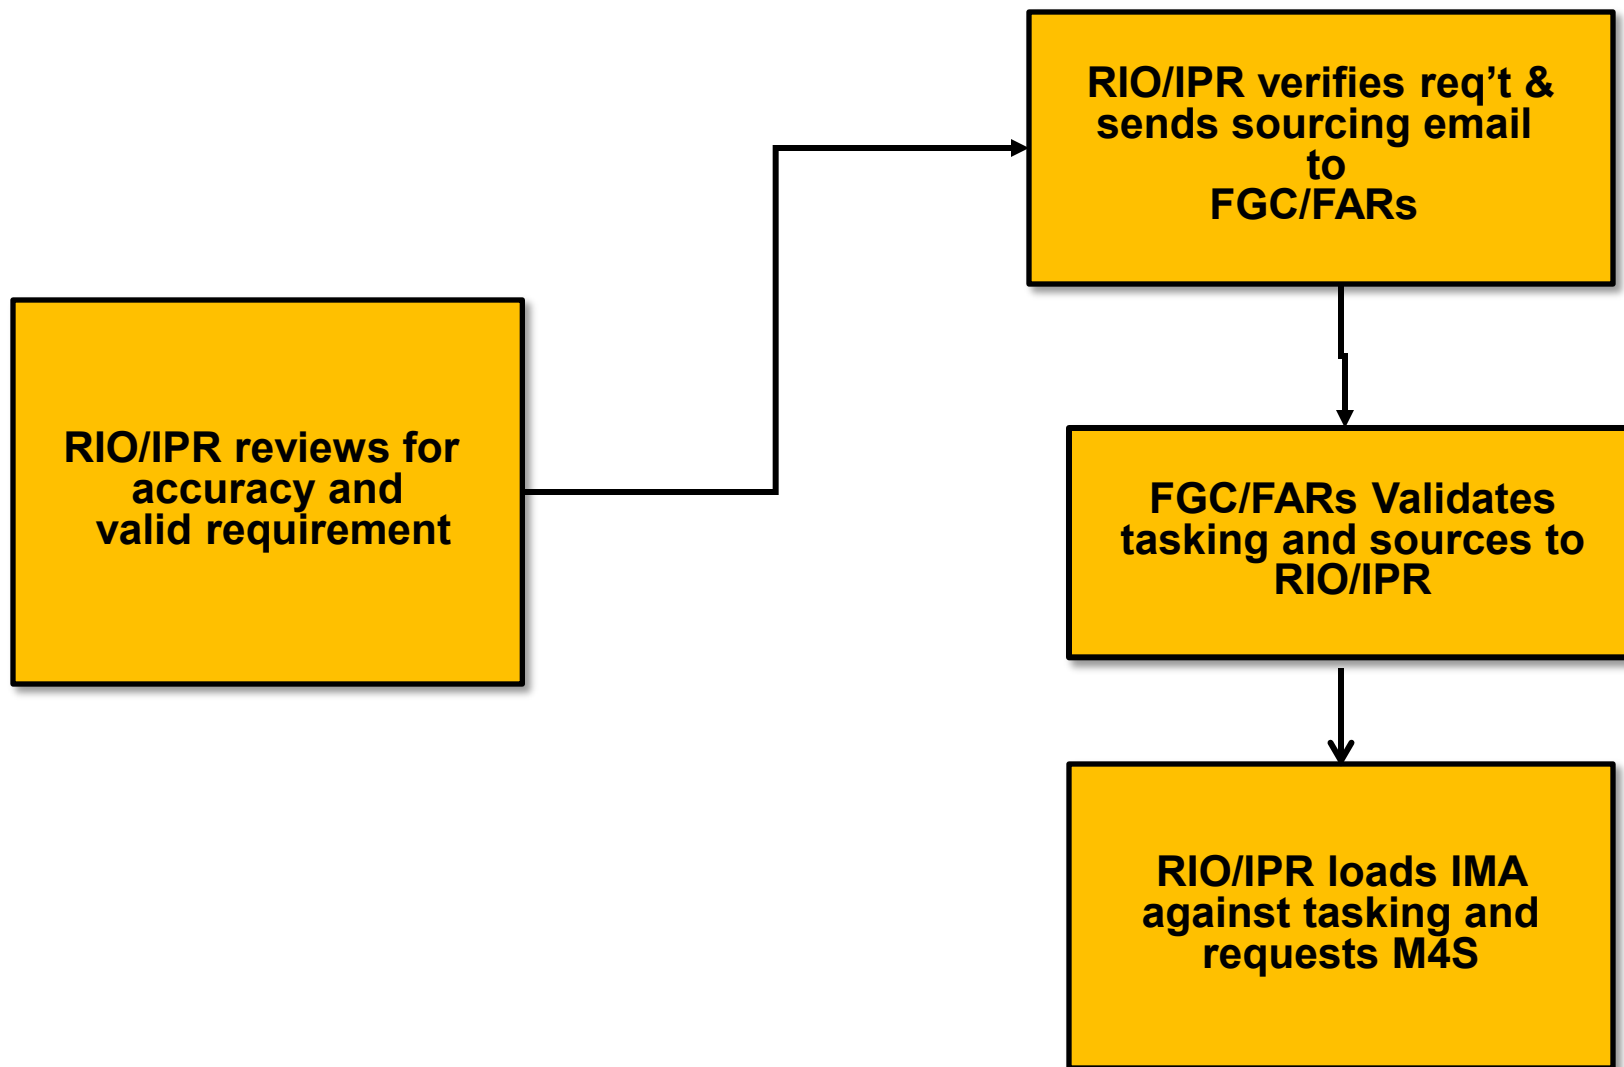 RIO/IPR reviews for
accuracy and
valid requirement
RIO/IPR verifies req’t &
sends sourcing email
to
FGC/FARs
FGC/FARs Validates
tasking and sources to
RIO/IPR
RIO/IPR loads IMA
against tasking and
requests M4S